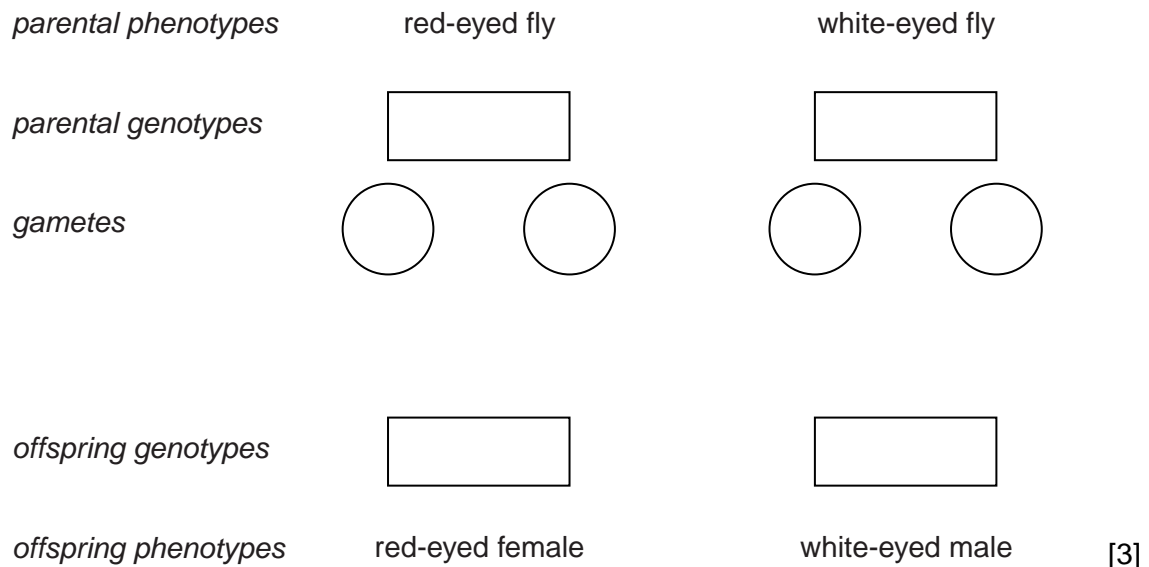 parental phenotypes red-eyed fly white-eyed fly
parental genotypes
gametes
offspring genotypes
offspring phenotypes red-eyed female white-eyed male [3]